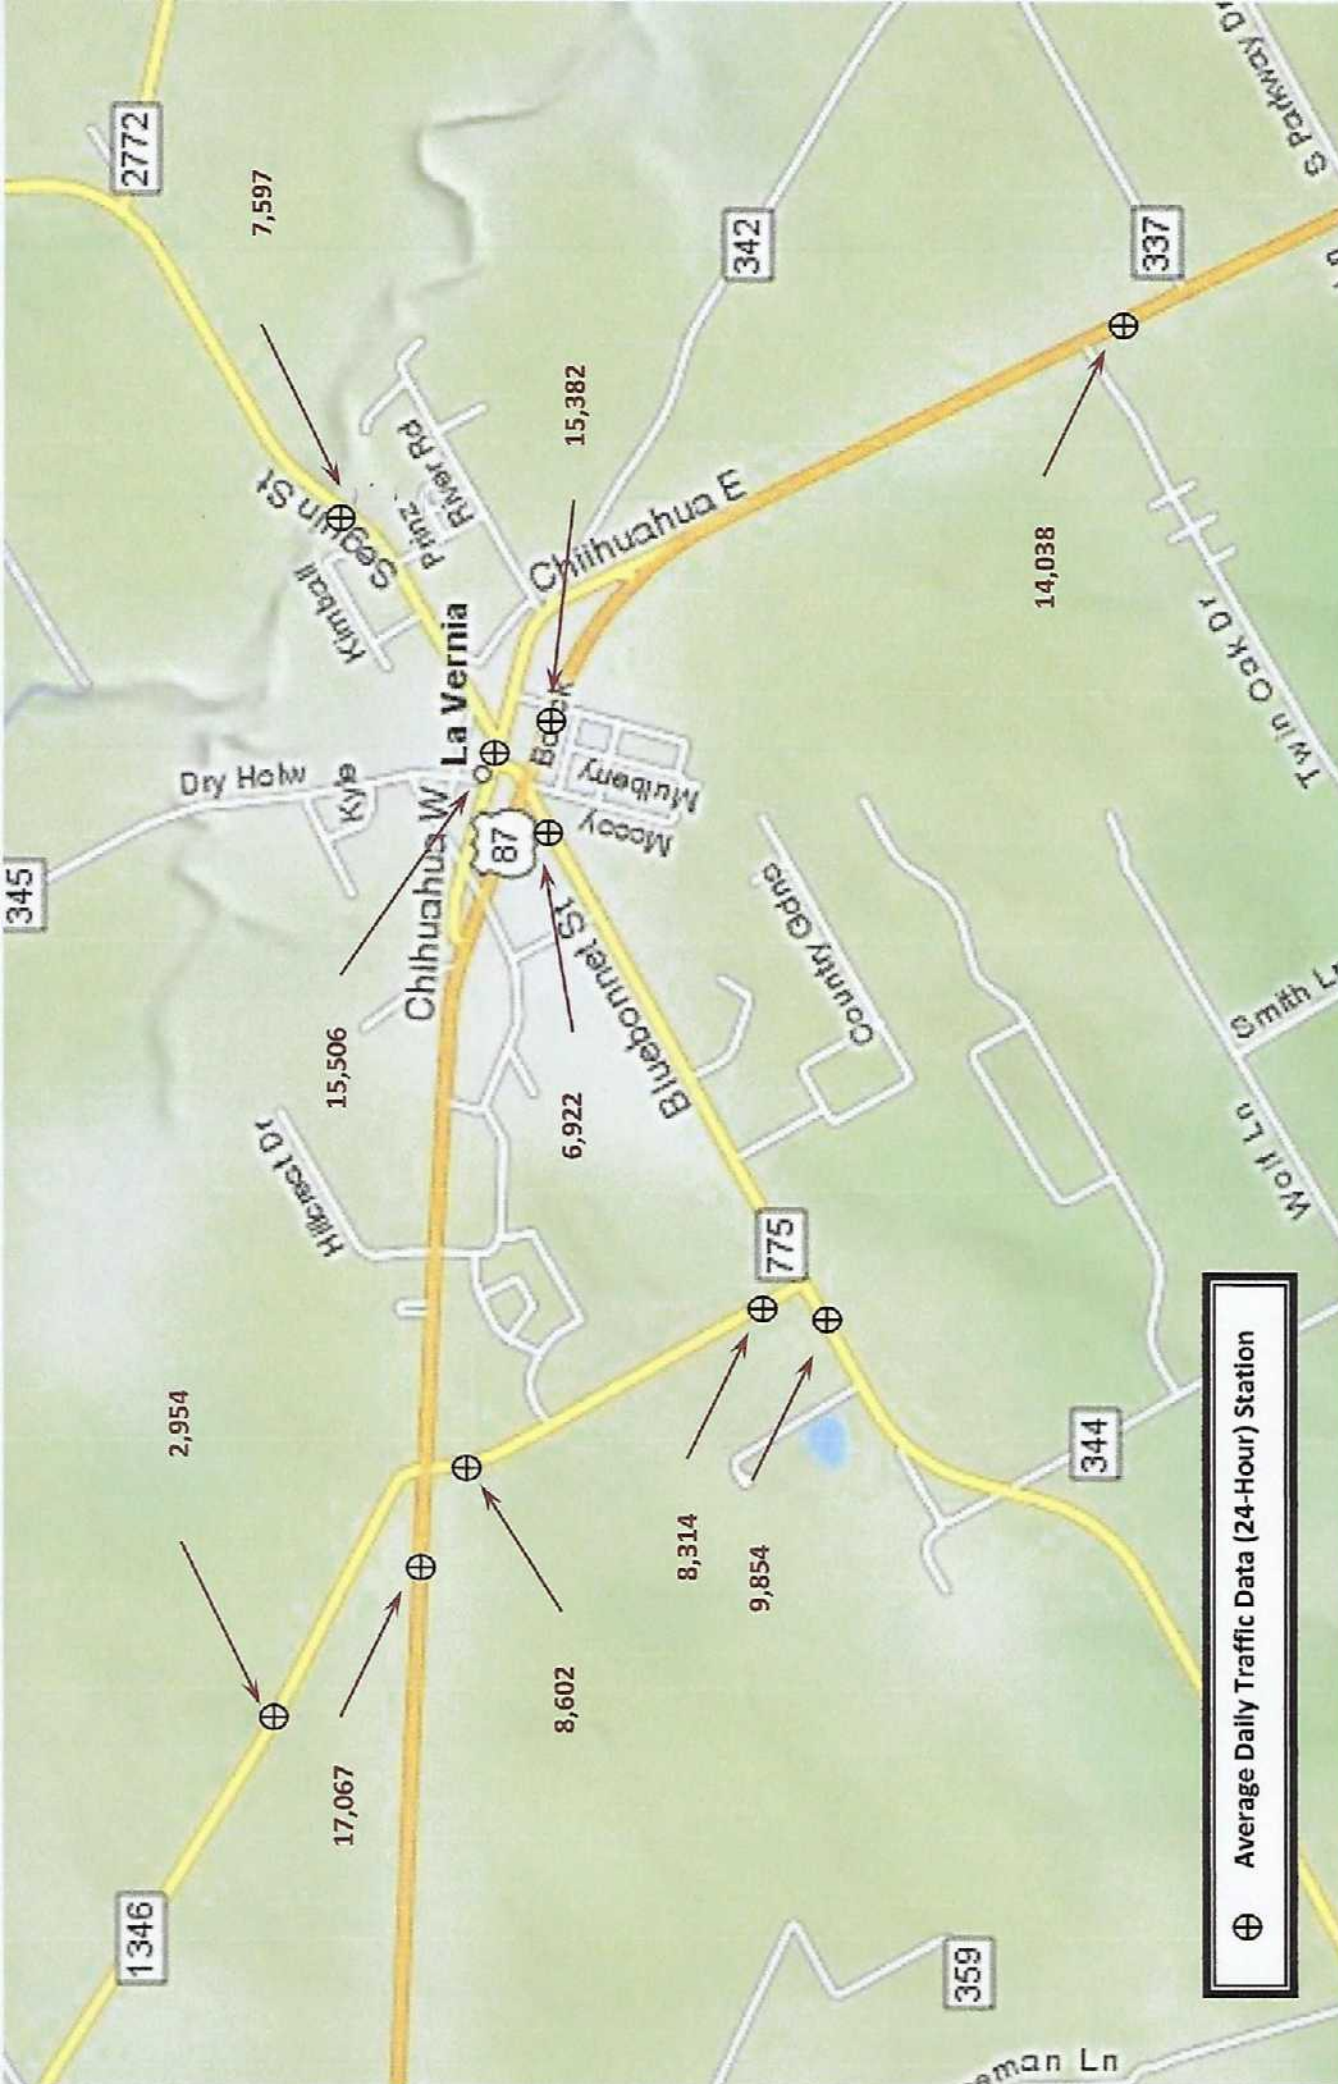 2772
7,597
Seguin St
Kimball
Prinz
River Rd
342
15,382
Chiihuahua E
337
S Parkway Dr
14,038
Twin Oak Dr
La Vernia
Dry Holw
Kyle
345
Chihuahua W
87
Mulberry
Mccoy
15,506
6,922
Bluebonnet St
Country Gdns
Smith L
Wolf Ln
Hillcrest Dr
775
2,954
8,314
9,854
344
17,067
8,602
1346
359
eman Ln
Average Daily Traffic Data (24-Hour) Station